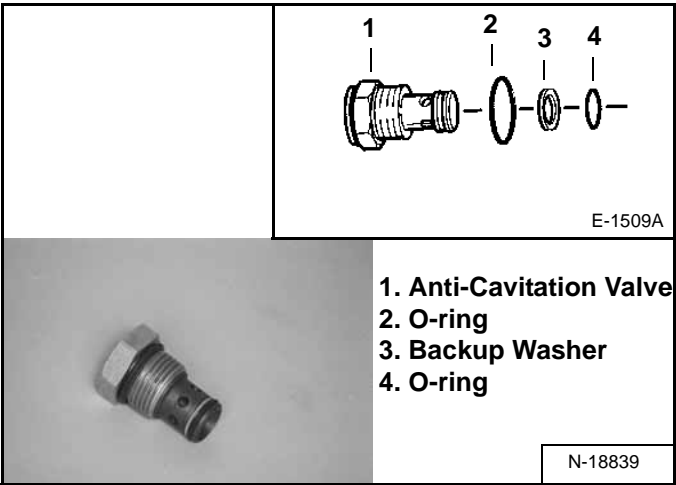 1 2 3 4
E-1509A
1. Anti-Cavitation Valve
2. O-ring
3. Backup Washer
4. O-ring
N-18839